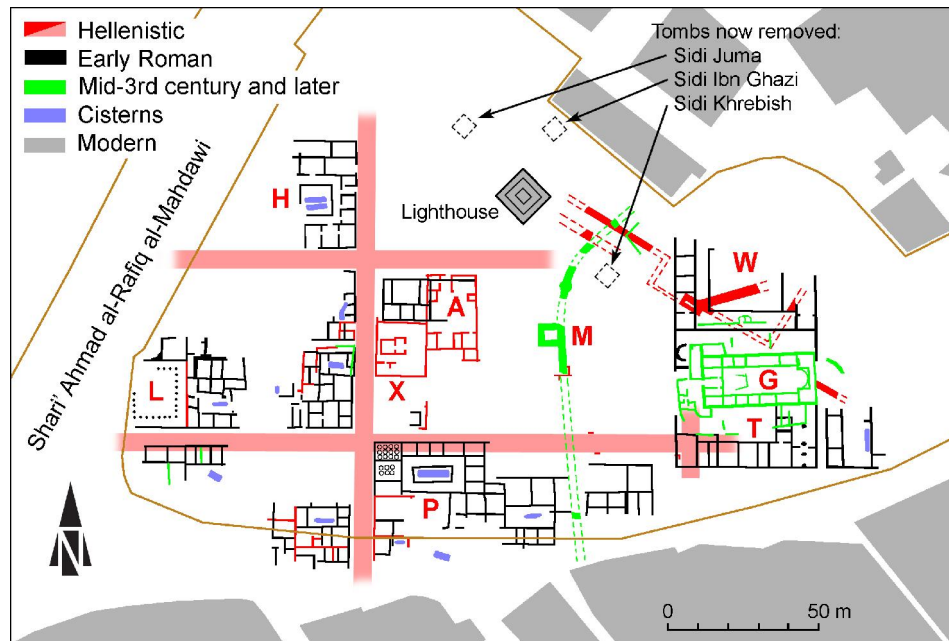 Hellenistic
Early Roman
Mid-3rd century and later
Cisterns
Modern
Tombs now removed:
Sidi Juma
Sidi Ibn Ghazi
Sidi Khrebish
Shari'' Ahmad al-Rafiq al-Mahdawi
H
Lighthouse
W
A
M
L
X
G
T
P
N
0 50 m